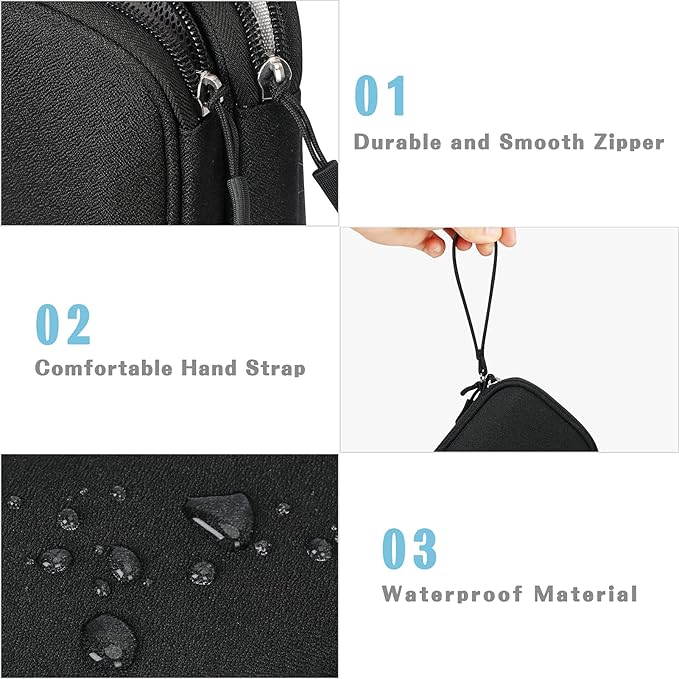 01
Durable and Smooth Zipper
02
Comfortable Hand Strap
03
Waterproof Material